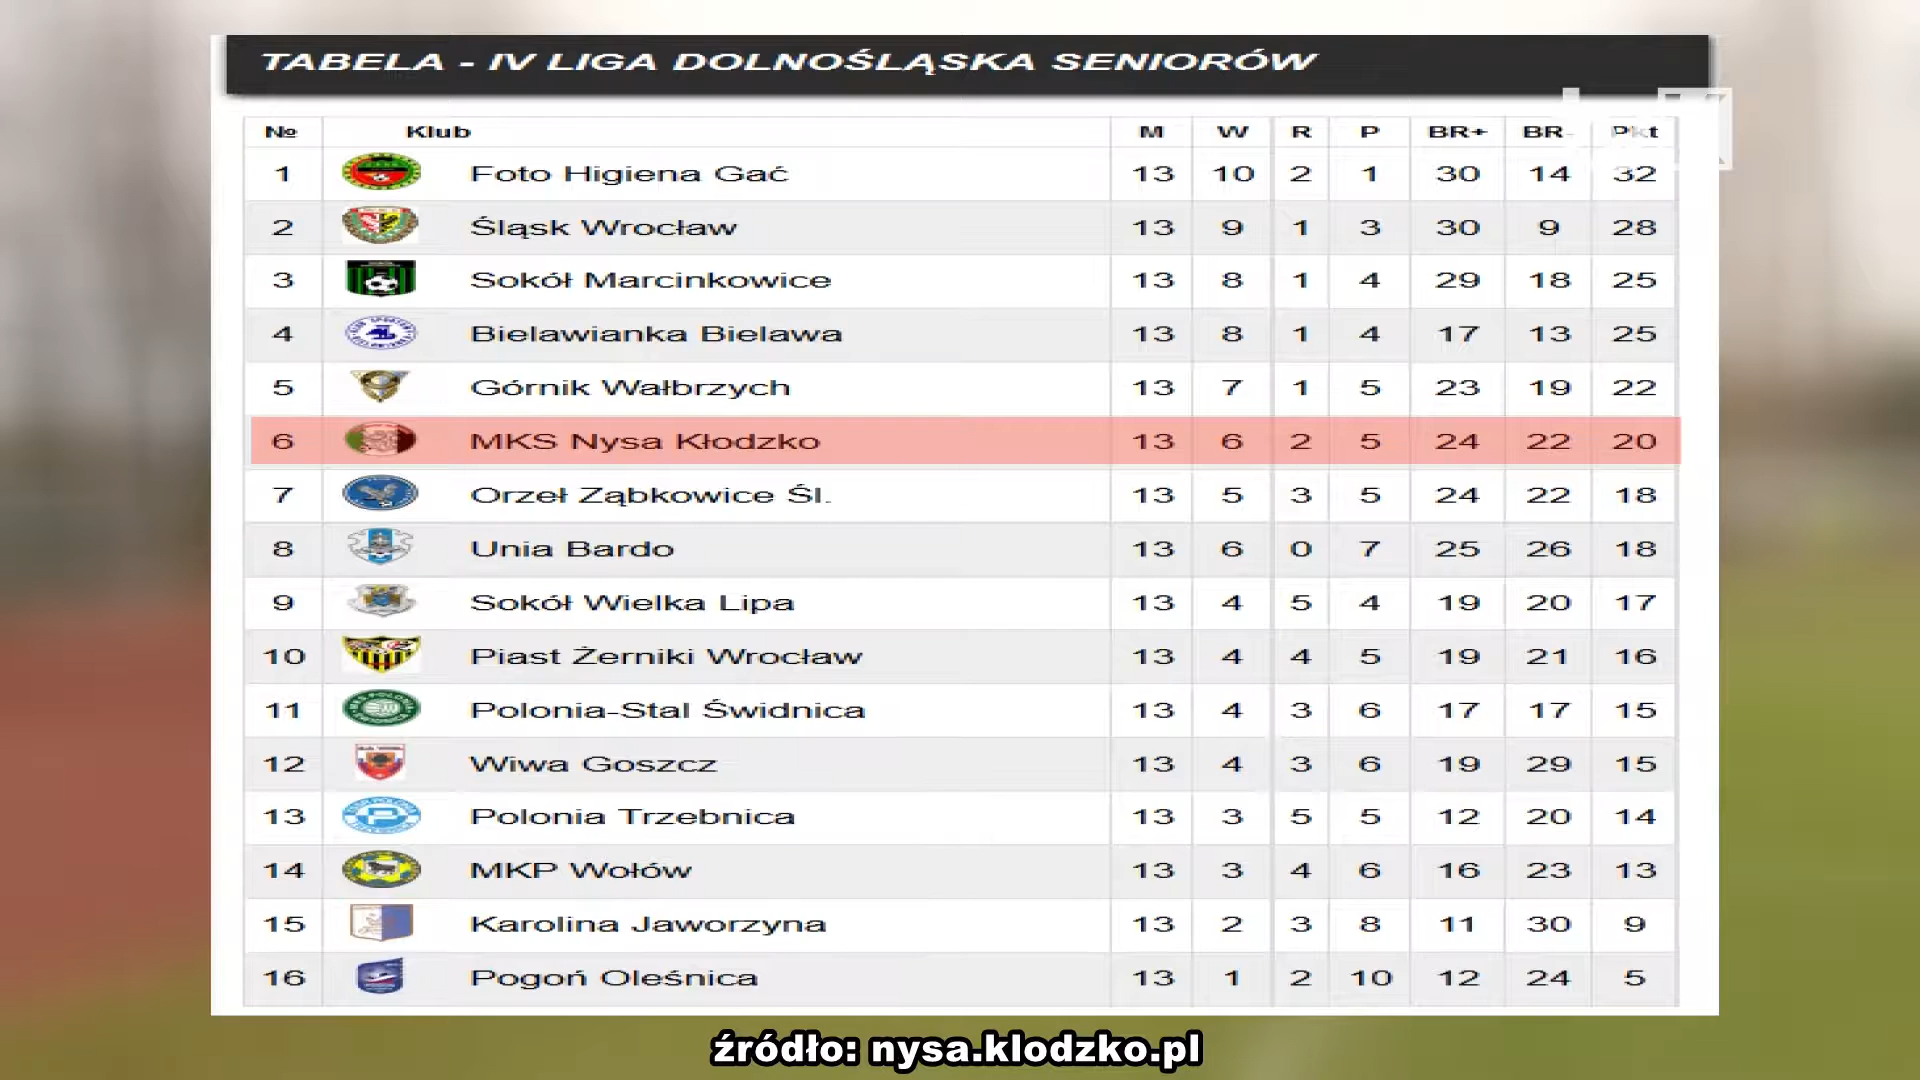 TABELA - IV LIGA DOLNOŚLĄSKA SENIORÓW
№ Klub M W R P BR+ BR- Pkt
1 Foto Higiena Gać 13 10 2 1 30 14 32
2 Śląsk Wrocław 13 9 1 3 30 9 28
3 Sokół Marcinkowice 13 8 1 4 29 18 25
4 Bielawianka Bielawa 13 8 1 4 17 13 25
5 Górnik Wałbrzych 13 7 1 5 23 19 22
6 MKS Nysa Kłodzko 13 6 2 5 24 22 20
7 Orzeł Ząbkowice Śl. 13 5 3 5 24 22 18
8 Unia Bardo 13 6 0 7 25 26 18
9 Sokół Wielka Lipa 13 4 5 4 19 20 17
10 Piast Żerniki Wrocław 13 4 4 5 19 21 16
11 Polonia-Stal Świdnica 13 4 3 6 17 17 15
12 Wiwa Goszcz 13 4 3 6 19 29 15
13 Polonia Trzebnica 13 3 5 5 12 20 14
14 MKP Wołów 13 3 4 6 16 23 13
15 Karolina Jaworzyna 13 2 3 8 11 30 9
16 Pogoń Oleśnica 13 1 2 10 12 24 5
źródło: nysa.klodzko.pl